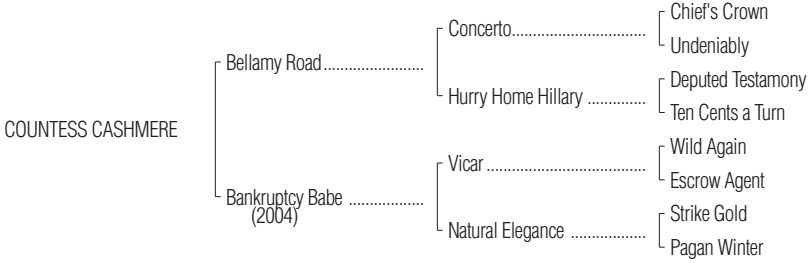 Chief's Crown
Concerto..............................
Undeniably
Bellamy Road.......................
Deputed Testamony
Hurry Home Hillary .............
Ten Cents a Turn
COUNTESS CASHMERE
Wild Again
Vicar...................................
Escrow Agent
Bankruptcy Babe .................
(2004)
Strike Gold
Natural Elegance .................
Pagan Winter